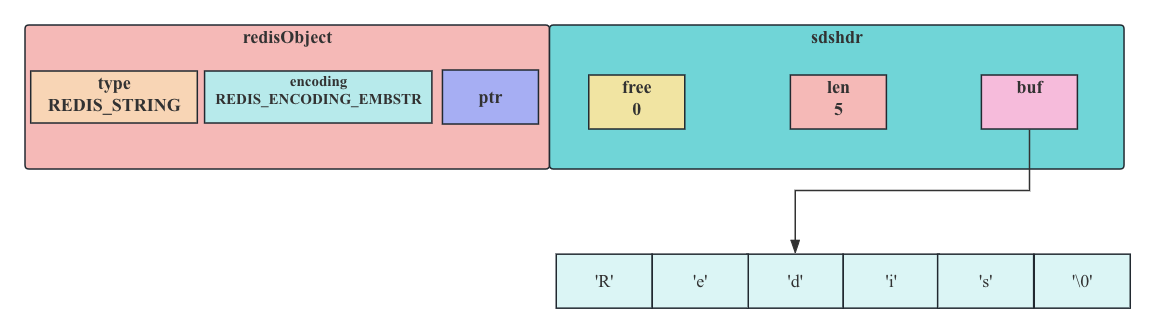 redisObject
sdshdr
type
REDIS_STRING
encoding
REDIS_ENCODING_EMBSTR
ptr
free
0
len
5
buf
'R' 'e' 'd' 'i' 's' '\0'